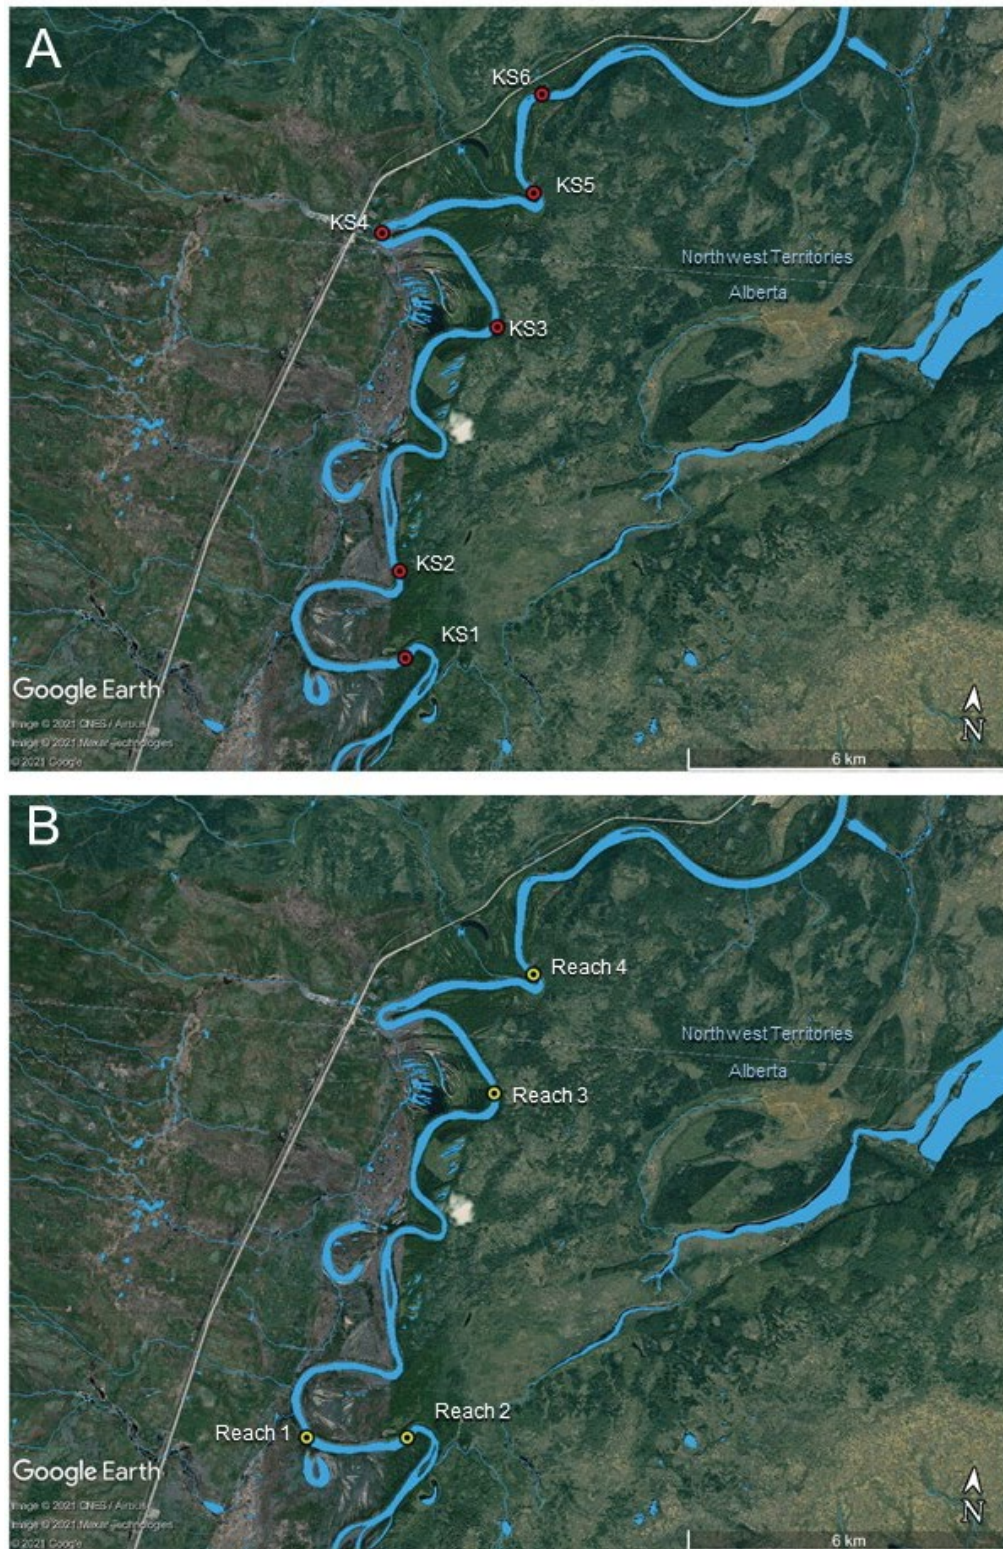 A
KS6
KS5
KS4
Northwest Territories
Alberta
KS3
KS2
KS1
Google Earth
Image © 2021 CNES / Airbus
Image © 2021 Maxar Technologies
© 2021 Google
N
6 km
B
Reach 4
Northwest Territories
Alberta
Reach 3
Reach 2
Reach 1
Google Earth
Image © 2021 CNES / Airbus
Image © 2021 Maxar Technologies
© 2021 Google
N
6 km